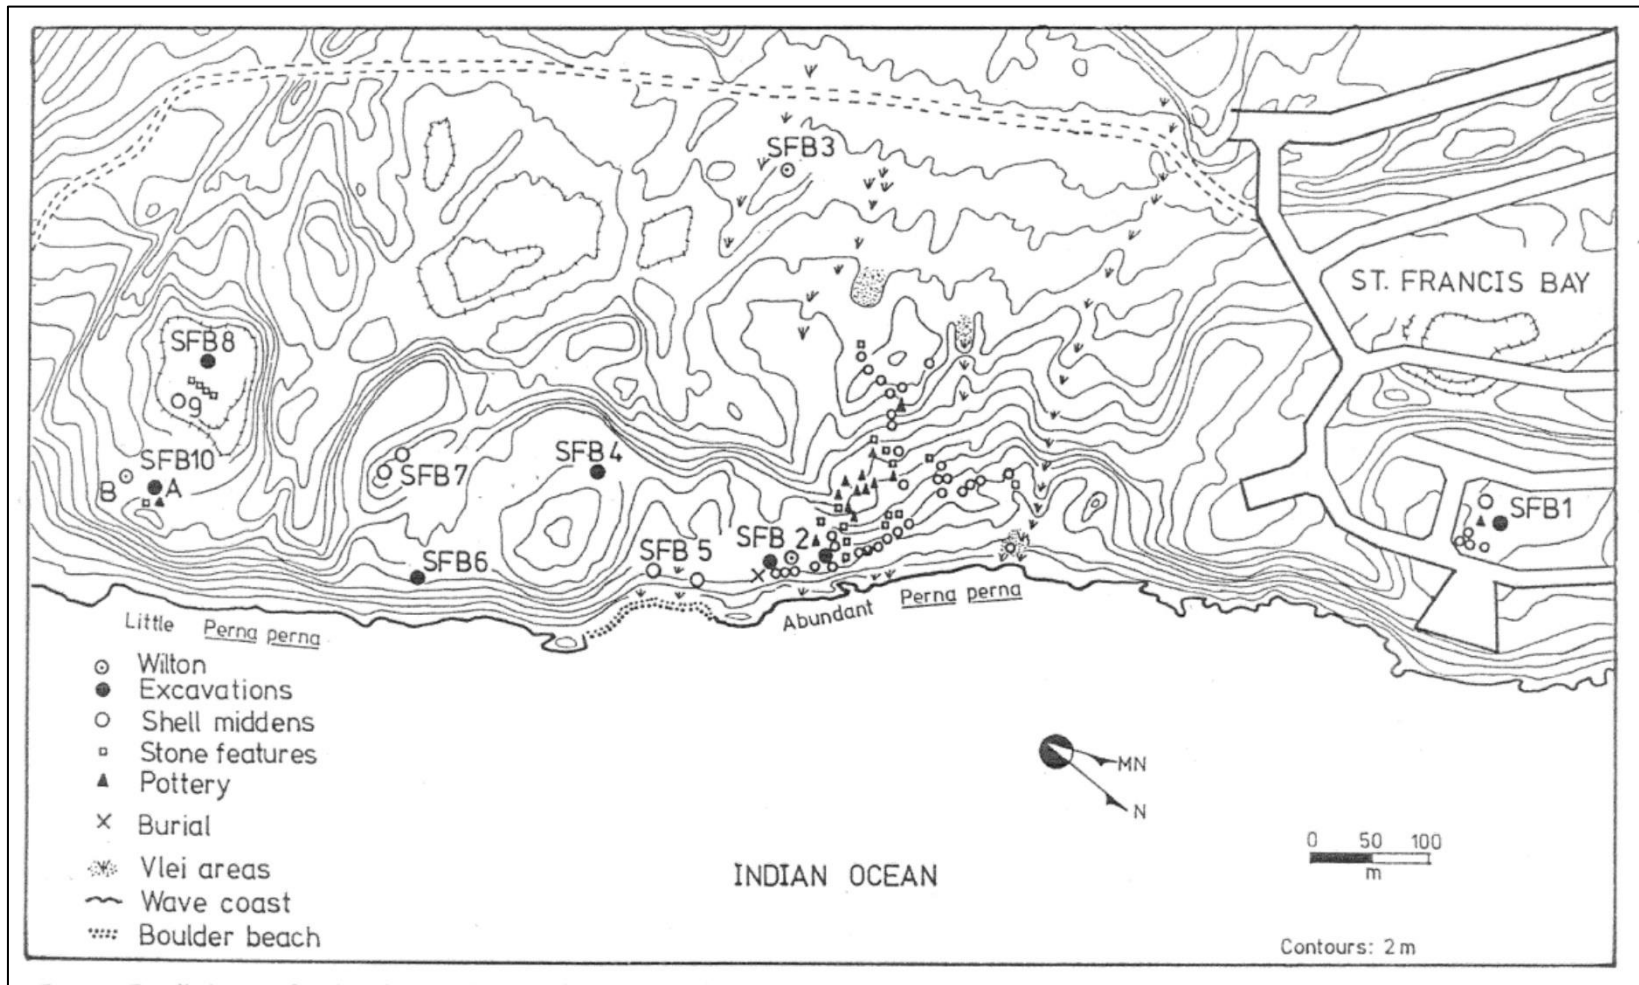 SFB3
ST. FRANCIS BAY
SFB8
9
SFB10
B
A
SFB7
SFB4
SFB1
SFB 5
SFB 2
SFB6
Abundant Perna perna
Little Perna perna
Wilton
Excavations
Shell middens
Stone features
Pottery
Burial
Vlei areas
Wave coast
Boulder beach
MN
N
INDIAN OCEAN
0 50 100
m
Contours: 2m